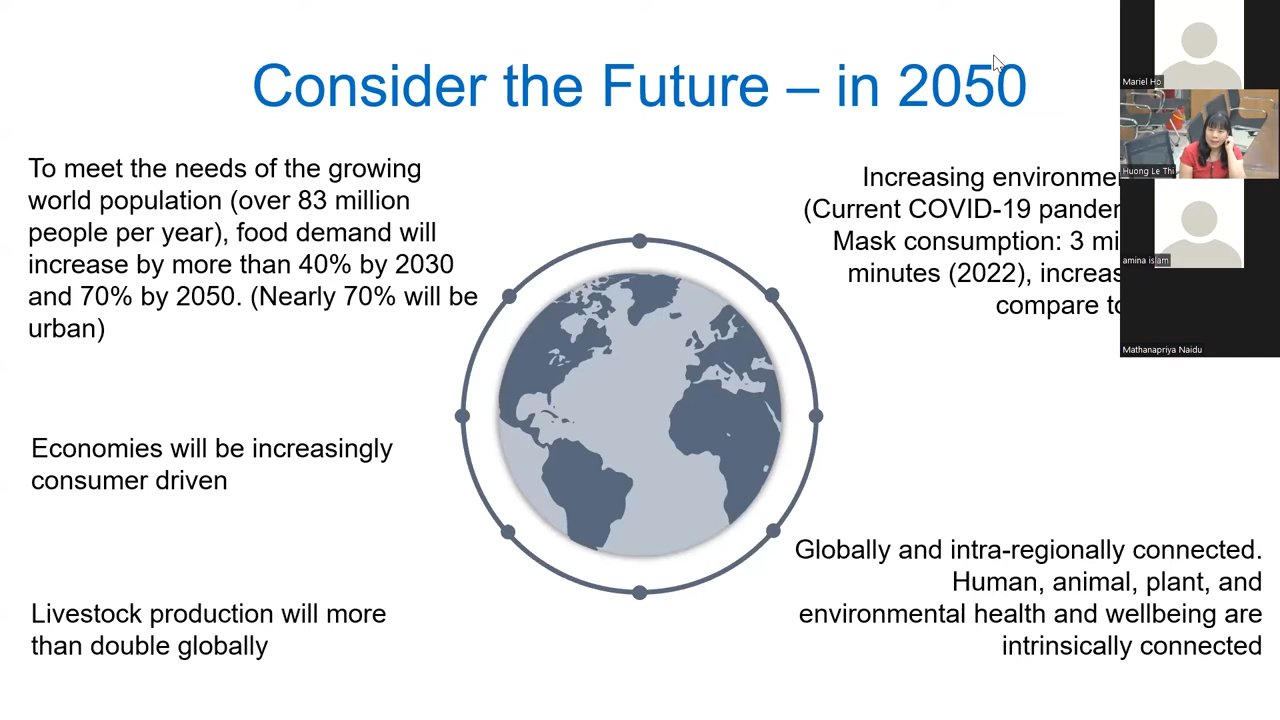 Consider the Future – in 2050
To meet the needs of the growing
world population (over 83 million
people per year), food demand will
increase by more than 40% by 2030
and 70% by 2050. (Nearly 70% will be
urban)
Economies will be increasingly
consumer driven
Livestock production will more
than double globally
Increasing
(Current COVID-19
Mask consumption: 3
minutes (2022),
compare
Globally and intra-regionally connected.
Human, animal, plant, and
environmental health and wellbeing are
intrinsically connected
Mariel Ho
Huong Le Thi
amina islam
Mathanapriya Naidu